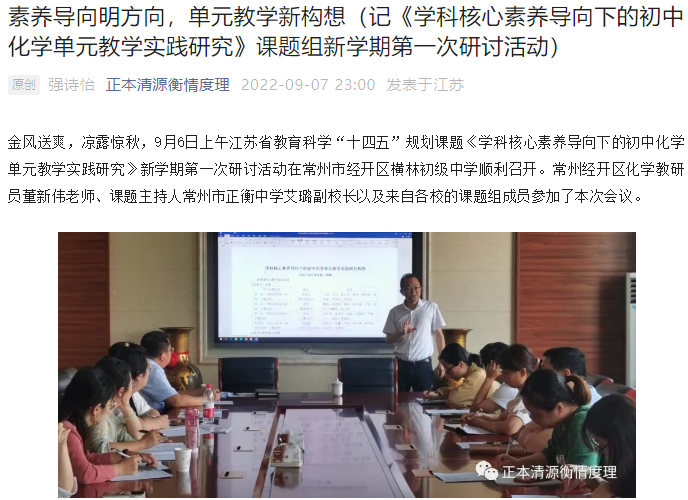 素养导向明方向，单元教学新构想（记《学科核心素养导向下的初中
化学单元教学实践研究》课题组新学期第一次研讨活动）
原创 强诗怡 正本清源衡情度理 2022-09-07 23:00 发表于江苏
金风送爽，凉露惊秋，9月6日上午江苏省教育科学“十四五”规划课题《学科核心素养导向下的初中化学
单元教学实践研究》新学期第一次研讨活动在常州市经开区横林初级中学顺利召开。常州经开区化学教研
员董新伟老师、课题主持人常州市正衡中学艾璐副校长以及来自各校的课题组成员参加了本次会议。
正本清源衡情度理